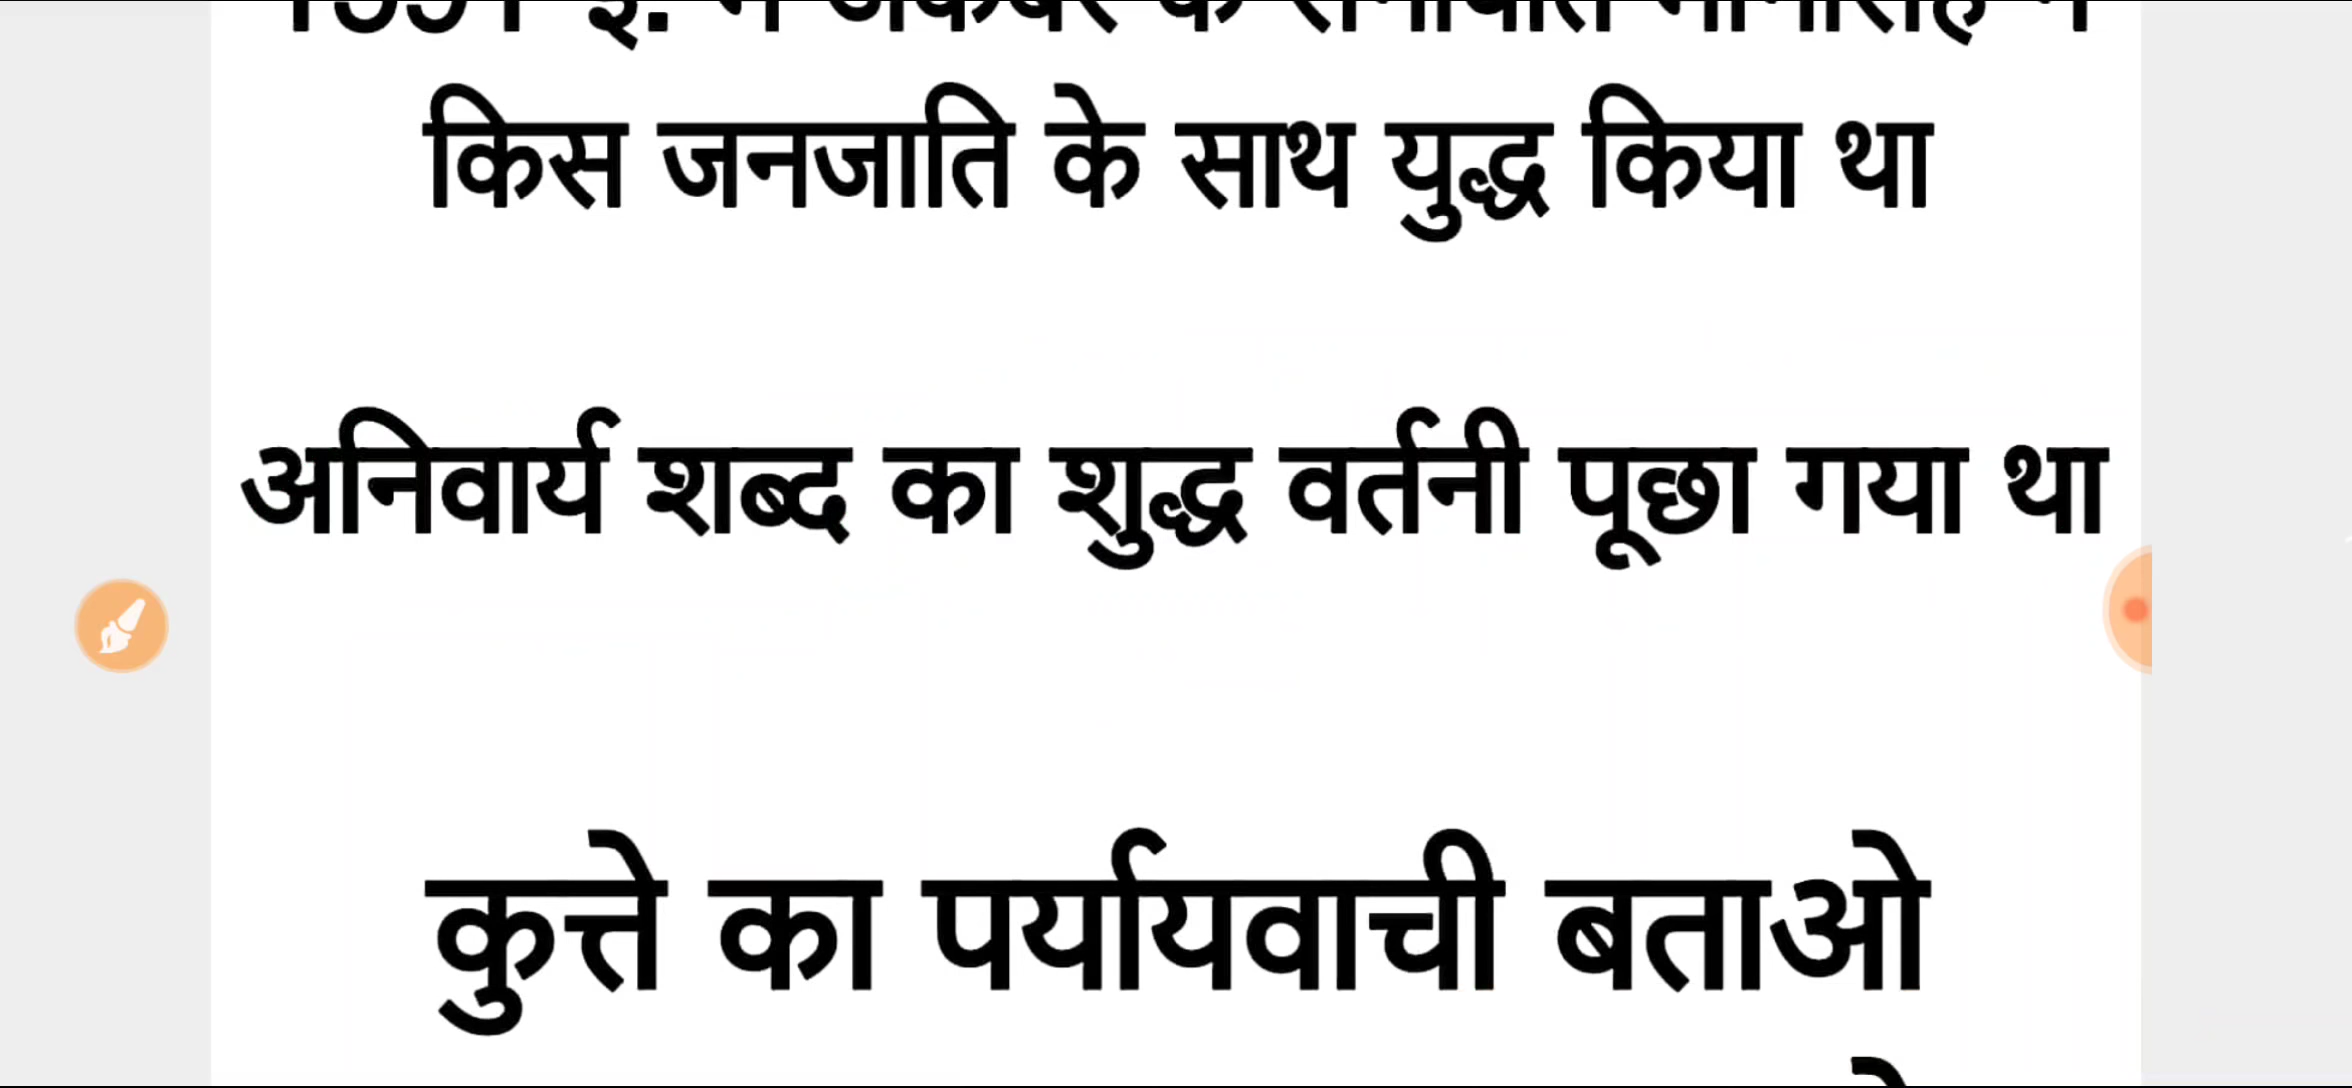 किस जनजाति के साथ युद्ध किया था
अनिवार्य शब्द का शुद्ध वर्तनी पूछा गया था
कुत्ते का पर्यायवाची बताओ